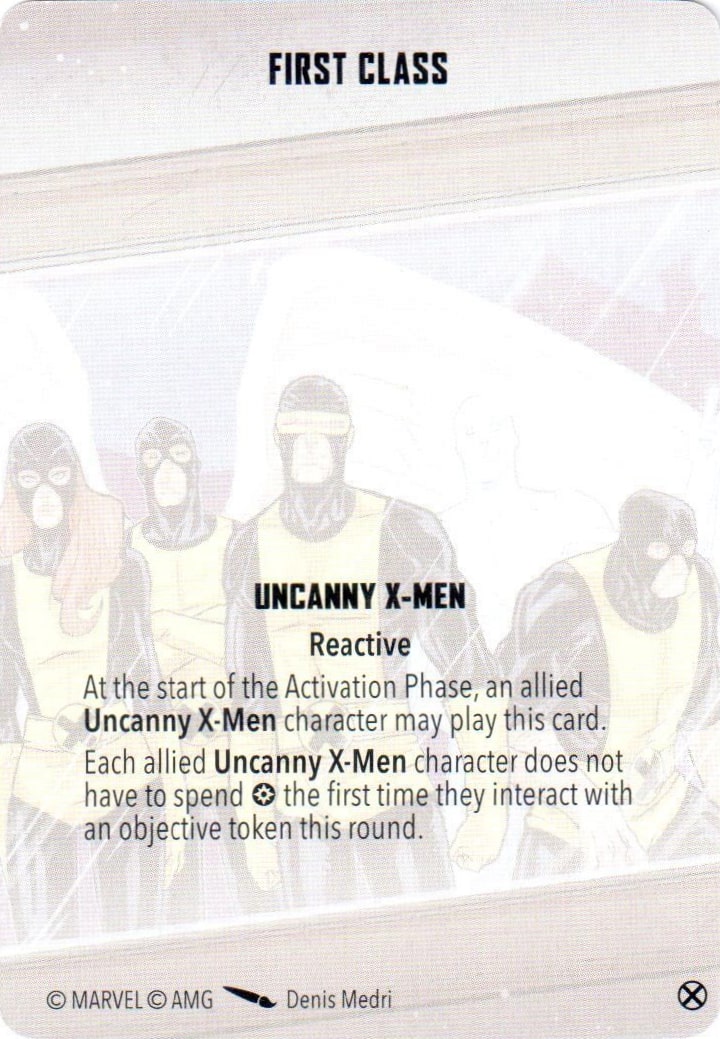 FIRST CLASS
UNCANNY X-MEN
Reactive
At the start of the Activation Phase, an allied
Uncanny X-Men character may play this card.
Each allied Uncanny X-Men character does not
have to spend the first time they interact with
an objective token this round.
© MARVEL © AMG Denis Medri